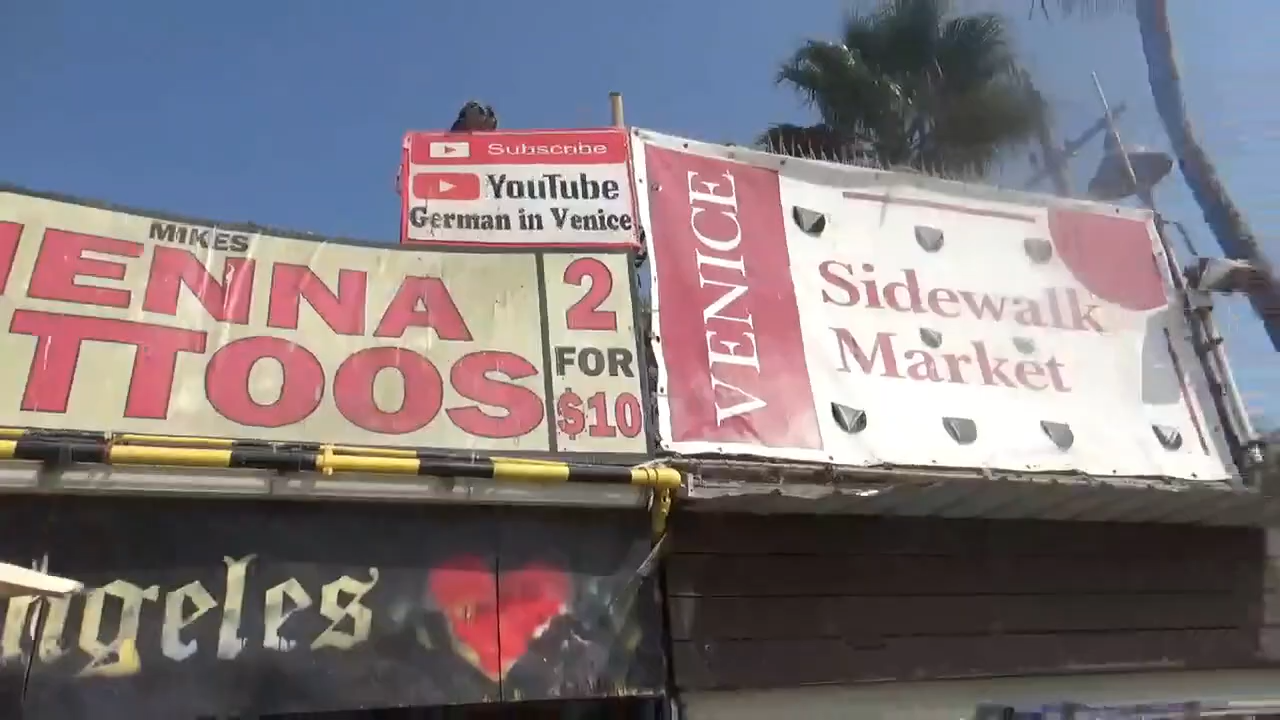 MIKES
ENNA
TTOOS
2
FOR
$10
Subscribe
YouTube
German in Venice
VENICE
Sidewalk
Market
ngeles